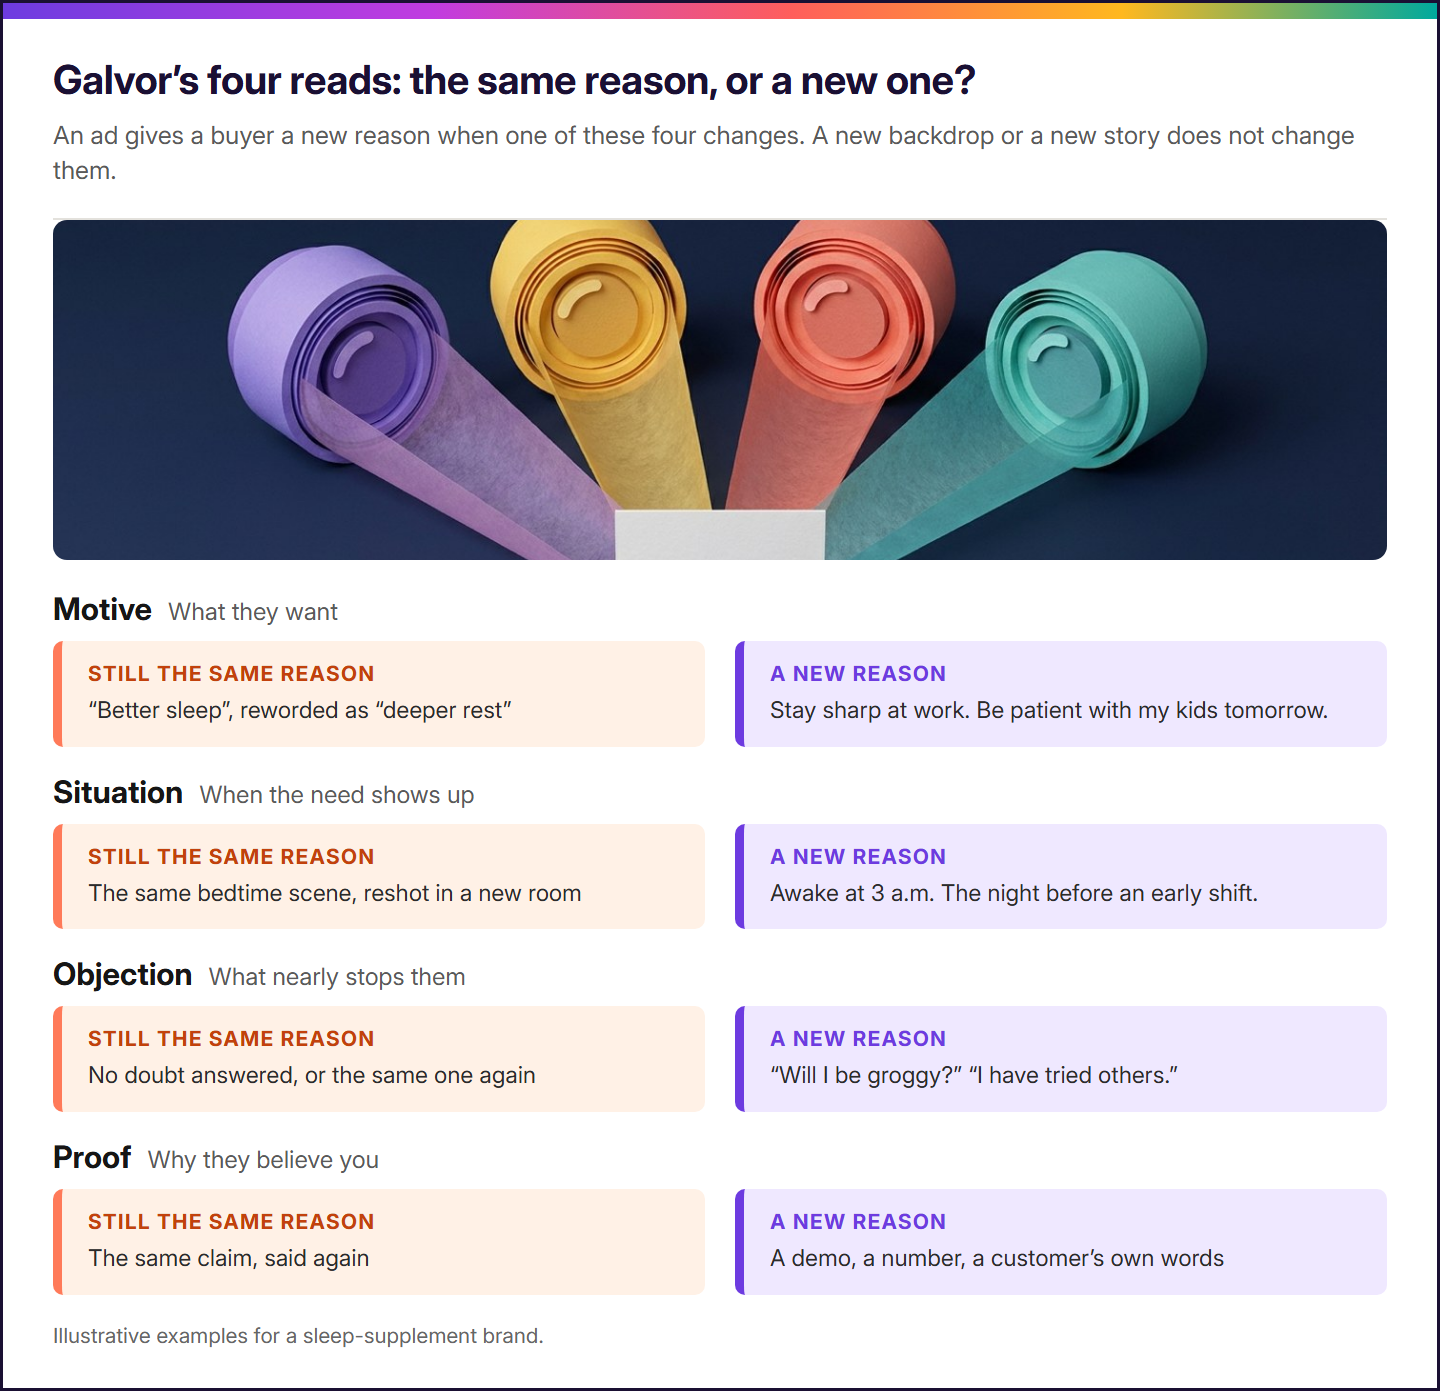 Galvor’s four reads: the same reason, or a new one?
An ad gives a buyer a new reason when one of these four changes. A new backdrop or a new story does not change
them.
Motive What they want
STILL THE SAME REASON
“Better sleep”, reworded as “deeper rest”
A NEW REASON
Stay sharp at work. Be patient with my kids tomorrow.
Situation When the need shows up
STILL THE SAME REASON
The same bedtime scene, reshot in a new room
A NEW REASON
Awake at 3 a.m. The night before an early shift.
Objection What nearly stops them
STILL THE SAME REASON
No doubt answered, or the same one again
A NEW REASON
“Will I be groggy?” “I have tried others.”
Proof Why they believe you
STILL THE SAME REASON
The same claim, said again
A NEW REASON
A demo, a number, a customer’s own words
Illustrative examples for a sleep-supplement brand.